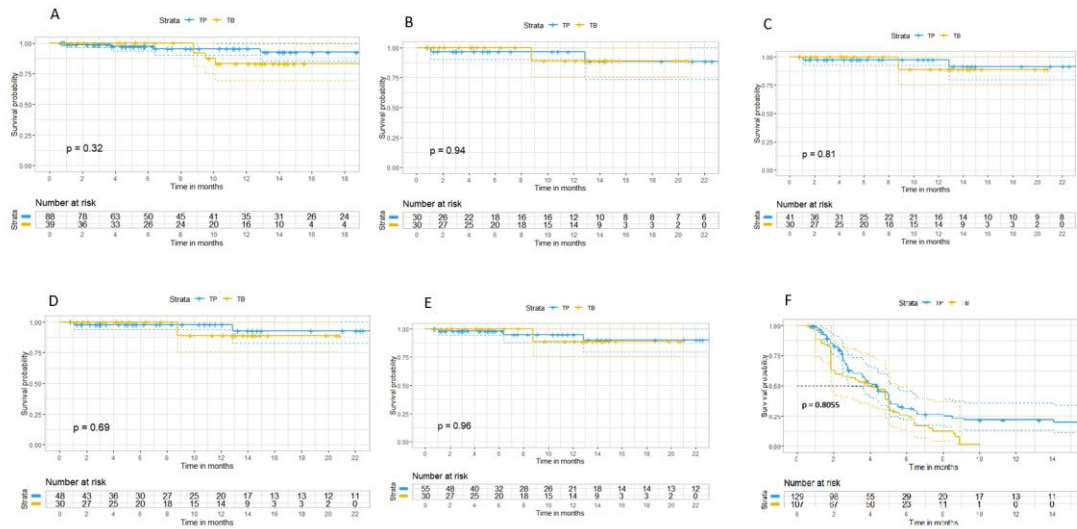 A
Strata TP TB
Survival probability
1.00
0.75
0.50
0.25
0.00
p = 0.32
0 2 4 6 8 10 12 14 16 18
Time in months
Number at risk
Strata
88 78 63 50 45 41 35 31 26 24
39 36 33 26 24 20 16 10 4 4
0 2 4 6 8 10 12 14 16 18
Time in months
B
Strata TP TB
Survival probability
1.00
0.75
0.50
0.25
0.00
p = 0.94
0 2 4 6 8 10 12 14 16 18 20 22
Time in months
Number at risk
Strata
30 26 22 18 16 16 12 10 8 8 7 6
30 27 25 20 18 15 14 9 3 3 2 0
0 2 4 6 8 10 12 14 16 18 20 22
Time in months
C
Strata TP TB
Survival probability
1.00
0.75
0.50
0.25
0.00
p = 0.81
0 2 4 6 8 10 12 14 16 18 20 22
Time in months
Number at risk
Strata
41 36 31 25 22 21 16 14 10 10 9 8
30 27 25 20 18 15 14 9 3 3 2 0
0 2 4 6 8 10 12 14 16 18 20 22
Time in months
D
Strata TP TB
Survival probability
1.00
0.75
0.50
0.25
0.00
p = 0.69
0 2 4 6 8 10 12 14 16 18 20 22
Time in months
Number at risk
Strata
48 43 36 30 27 25 20 17 13 13 12 11
30 27 25 20 18 15 14 9 3 3 2 0
0 2 4 6 8 10 12 14 16 18 20 22
Time in months
E
Strata TP TB
Survival probability
1.00
0.75
0.50
0.25
0.00
p = 0.96
0 2 4 6 8 10 12 14 16 18 20 22
Time in months
Number at risk
Strata
55 48 40 32 28 26 21 18 14 14 13 12
30 27 25 20 18 15 14 9 3 3 2 0
0 2 4 6 8 10 12 14 16 18 20 22
Time in months
F
Strata TP TB
Survival probability
1.00
0.75
0.50
0.25
0.00
p = 0.8055
0 2 4 6 8 10 12 14
Time in months
Number at risk
Strata
129 98 55 29 20 17 13 11
107 67 50 23 11 1 0 0
0 2 4 6 8 10 12 14
Time in months